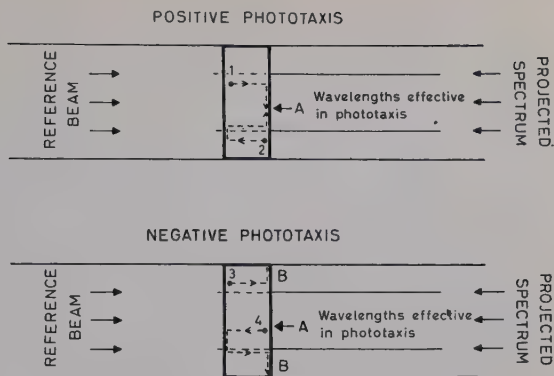 POSITIVE PHOTOTAXIS
REFERENCE
BEAM
1
A
Wavelengths effective
in phototaxis
2
PROJECTED
SPECTRUM
NEGATIVE PHOTOTAXIS
REFERENCE
BEAM
3
B
4
A
Wavelengths effective
in phototaxis
B
PROJECTED
SPECTRUM